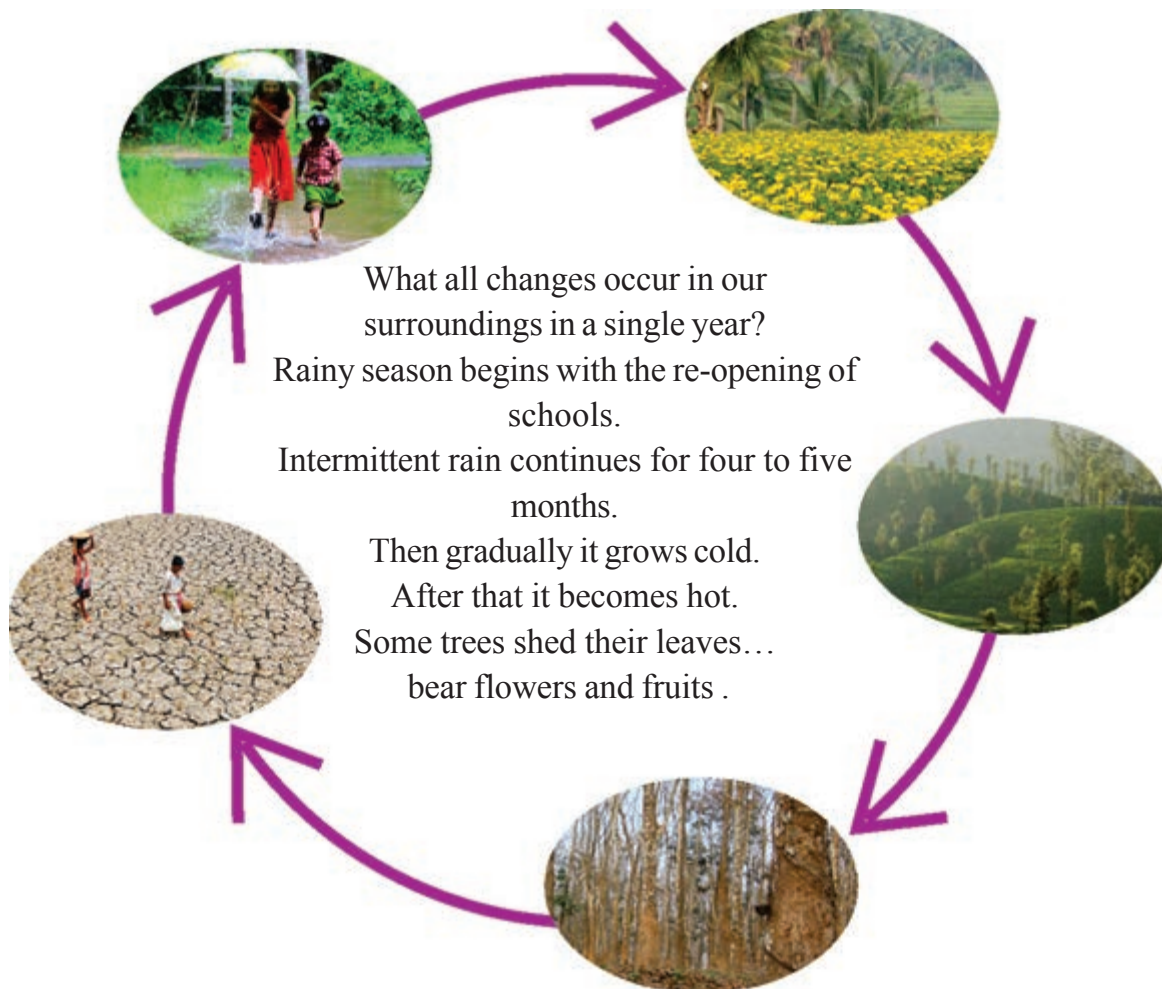 What all changes occur in our
surroundings in a single year?
Rainy season begins with the re-opening of
schools.
Intermittent rain continues for four to five
months.
Then gradually it grows cold.
After that it becomes hot.
Some trees shed their leaves…
bear flowers and fruits .